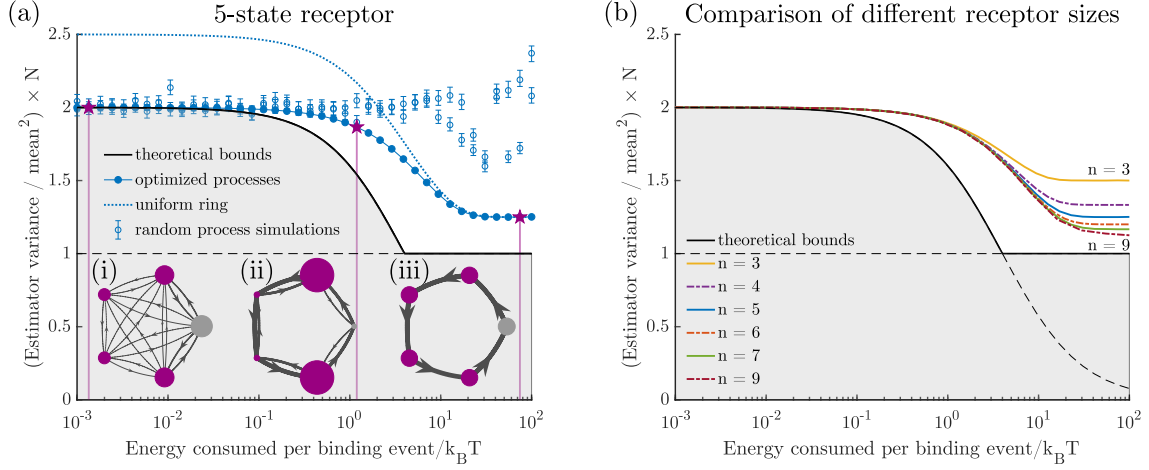 (a)
5-state receptor
(Estimator variance / mean²) × N
2.5
2
1.5
1
0.5
0
theoretical bounds
optimized processes
uniform ring
random process simulations
(i)
(ii)
(iii)
10⁻³
10⁻²
10⁻¹
10⁰
10¹
10²
Energy consumed per binding event/k_BT
(b)
Comparison of different receptor sizes
(Estimator variance / mean²) × N
2.5
2
1.5
1
0.5
0
n = 3
n = 9
theoretical bounds
n = 3
n = 4
n = 5
n = 6
n = 7
n = 9
10⁻³
10⁻²
10⁻¹
10⁰
10¹
10²
Energy consumed per binding event/k_BT